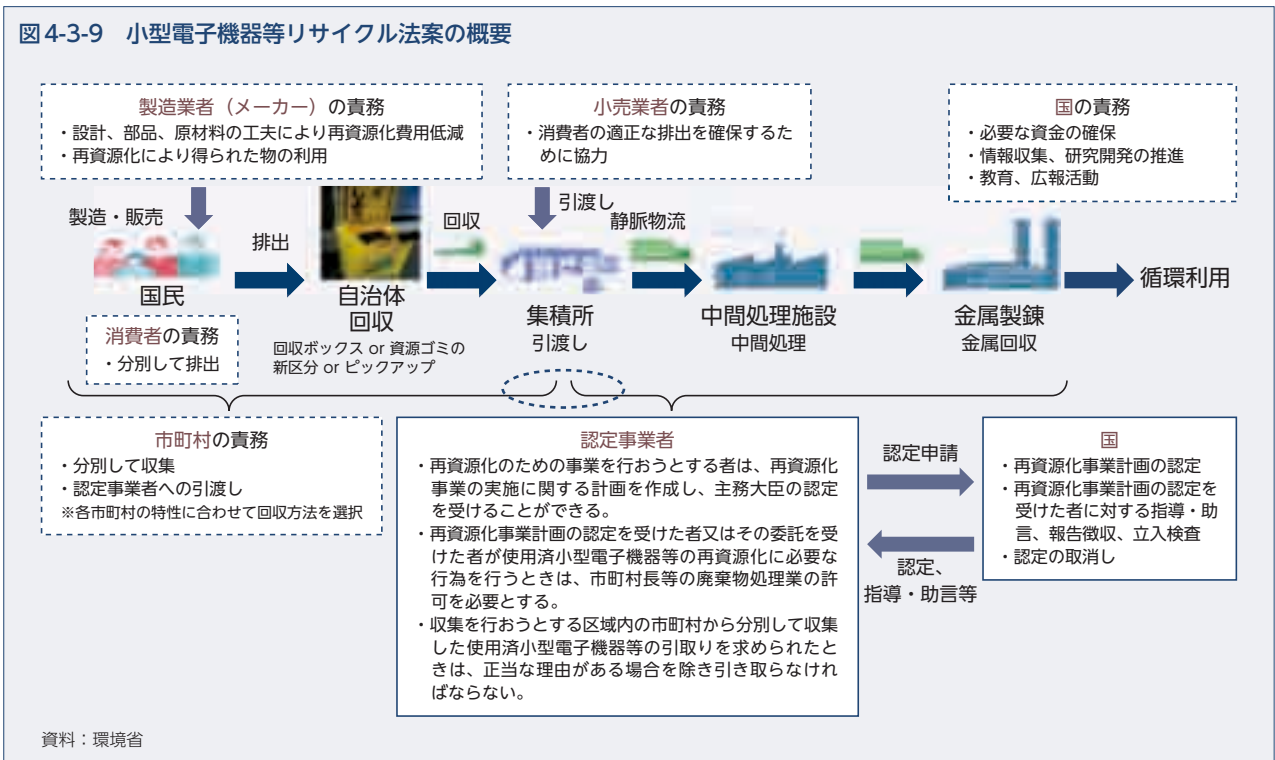 図4-3-9 小型電子機器等リサイクル法案の概要
製造業者（メーカー）の責務
・設計、部品、原材料の工夫により再資源化費用低減
・再資源化により得られた物の利用
小売業者の責務
・消費者の適正な排出を確保するた
めに協力
国の責務
・必要な資金の確保
・情報収集、研究開発の推進
・教育、広報活動
製造・販売
排出
回収
引渡し
静脈物流
国民
自治体
回収
回収ボックス or 資源ゴミの
新区分 or ピックアップ
集積所
引渡し
中間処理施設
中間処理
金属製錬
金属回収
循環利用
消費者の責務
・分別して排出
市町村の責務
・分別して収集
・認定事業者への引渡し
※各市町村の特性に合わせて回収方法を選択
認定事業者
・再資源化のための事業を行おうとする者は、再資源化
事業の実施に関する計画を作成し、主務大臣の認定
を受けることができる。
・再資源化事業計画の認定を受けた者又はその委託を受
けた者が使用済小型電子機器等の再資源化に必要な
行為を行うときは、市町村長等の廃棄物処理業の許
可を必要とする。
・収集を行おうとする区域内の市町村から分別して収集
した使用済小型電子機器等の引取りを求められたと
きは、正当な理由がある場合を除き引き取らなけれ
ばならない。
認定申請
認定、
指導・助言等
国
・再資源化事業計画の認定
・再資源化事業計画の認定を
受けた者に対する指導・助
言、報告徴収、立入検査
・認定の取消し
資料：環境省